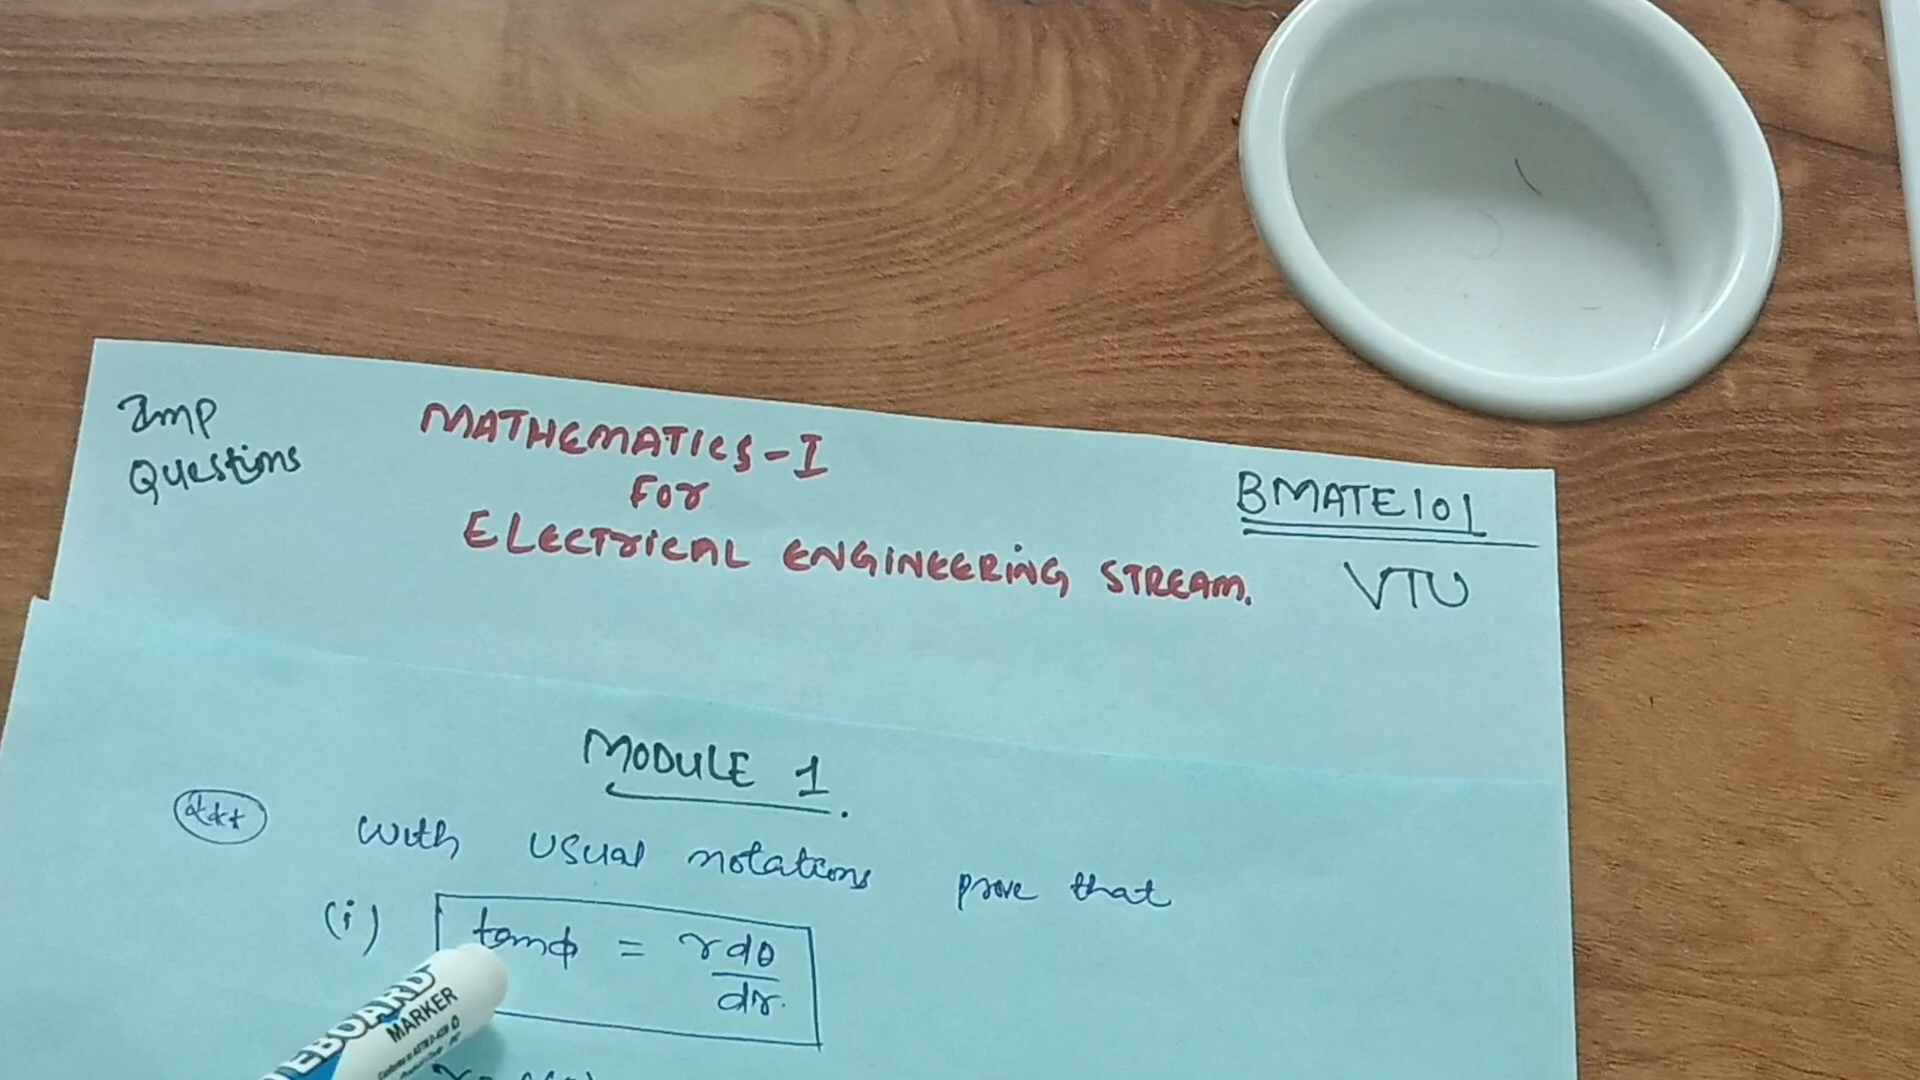 Imp
Questions
MATHEMATICS-I
For
ELECTRICAL ENGINEERING STREAM.
BMATE101
VTU
MODULE 1.
With usual notations prove that
(i) tanφ = r dθ/dr.
MARKER